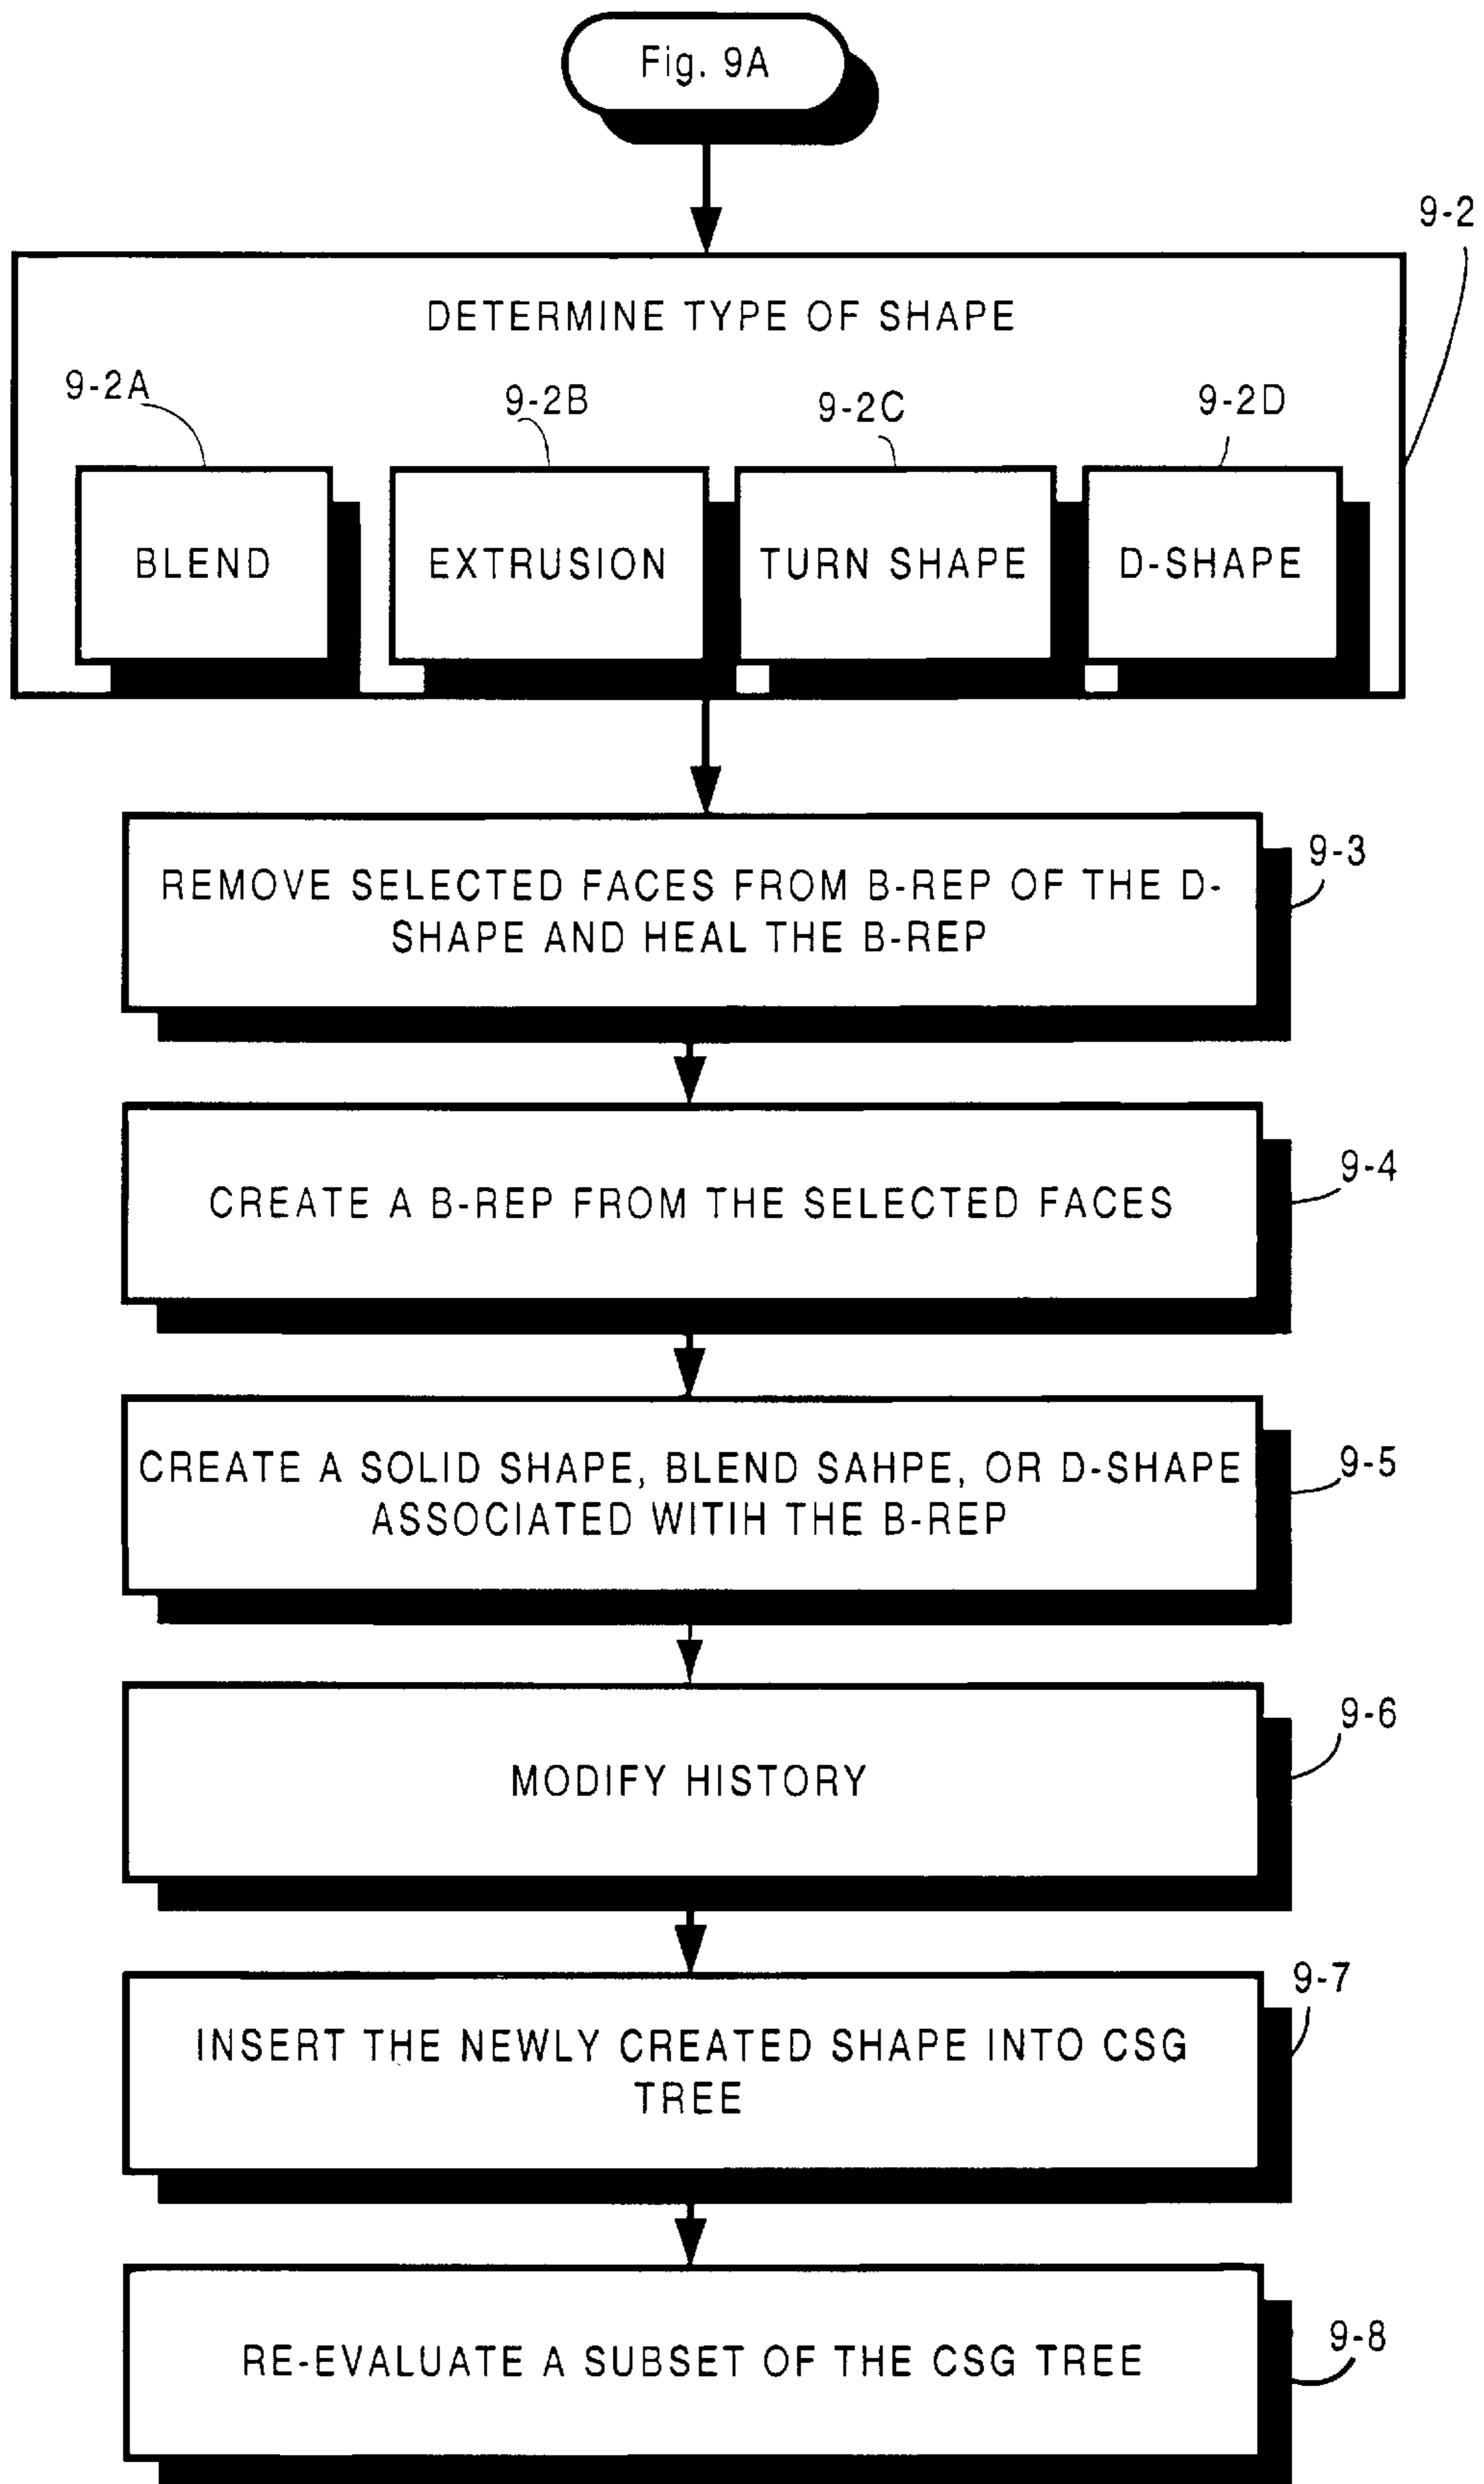 Fig. 9A
9-2
DETERMINE TYPE OF SHAPE
9-2A
9-2B
9-2C
9-2D
BLEND
EXTRUSION
TURN SHAPE
D-SHAPE
9-3
REMOVE SELECTED FACES FROM B-REP OF THE D-
SHAPE AND HEAL THE B-REP
9-4
CREATE A B-REP FROM THE SELECTED FACES
9-5
CREATE A SOLID SHAPE, BLEND SAHPE, OR D-SHAPE
ASSOCIATED WITIH THE B-REP
9-6
MODIFY HISTORY
9-7
INSERT THE NEWLY CREATED SHAPE INTO CSG
TREE
9-8
RE-EVALUATE A SUBSET OF THE CSG TREE